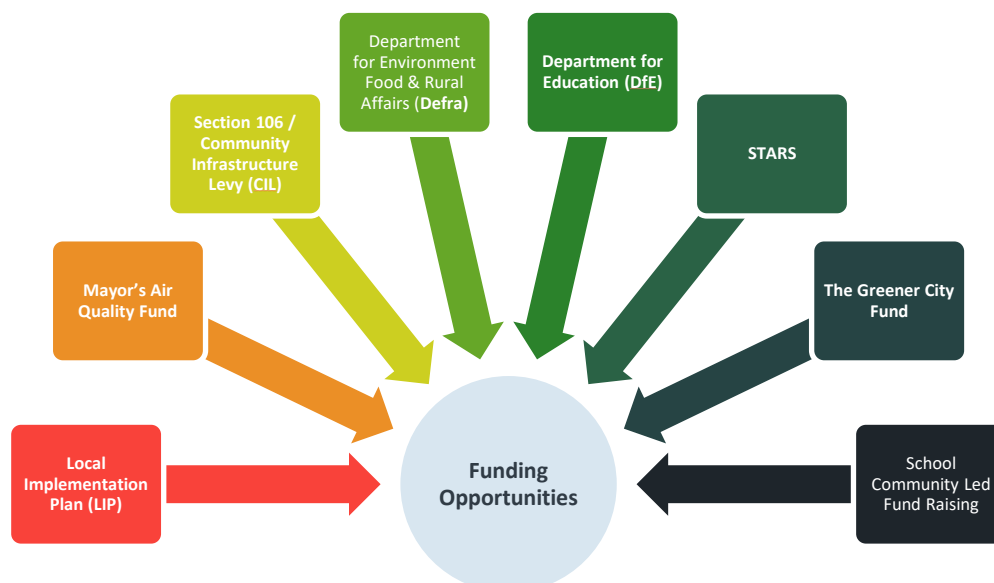 Department
for Environment
Food & Rural
Affairs (Defra)
Department for
Education (DfE)
Section 106 /
Community
Infrastructure
Levy (CIL)
STARS
Mayor's Air
Quality Fund
The Greener City
Fund
Local
Implementation
Plan (LIP)
Funding
Opportunities
School
Community Led
Fund Raising